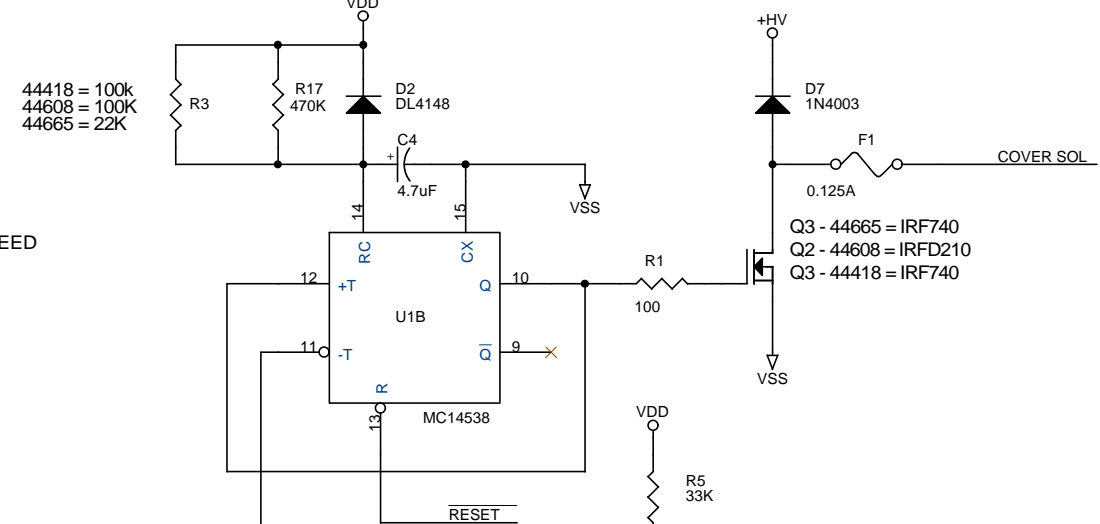 VDD
+HV
44418 = 100k
44608 = 100K
44665 = 22K
R3
R17
470K
D2
DL4148
D7
1N4003
C4
+
4.7uF
F1
0.125A
COVER SOL
14
15
VSS
EED
RC
CX
12
+T
Q
10
R1
100
Q3 - 44665 = IRF740
Q2 - 44608 = IRFD210
Q3 - 44418 = IRF740
U1B
11
-T
Q
9
R
13
MC14538
VSS
VDD
R5
33K
RESET